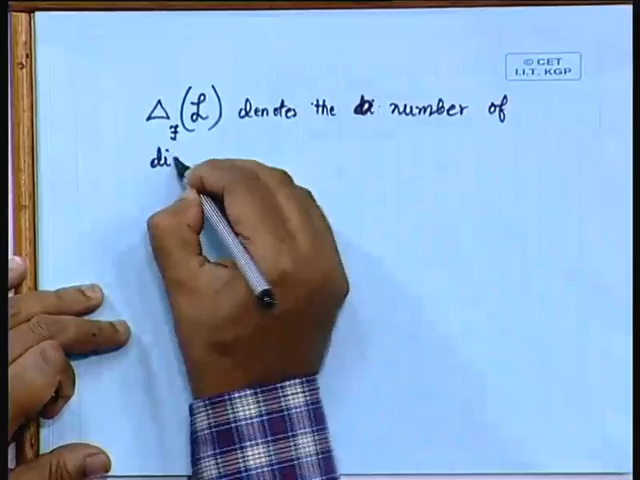 © CET
I.I.T. KGP
Δ_F (L) denotes the number of
di